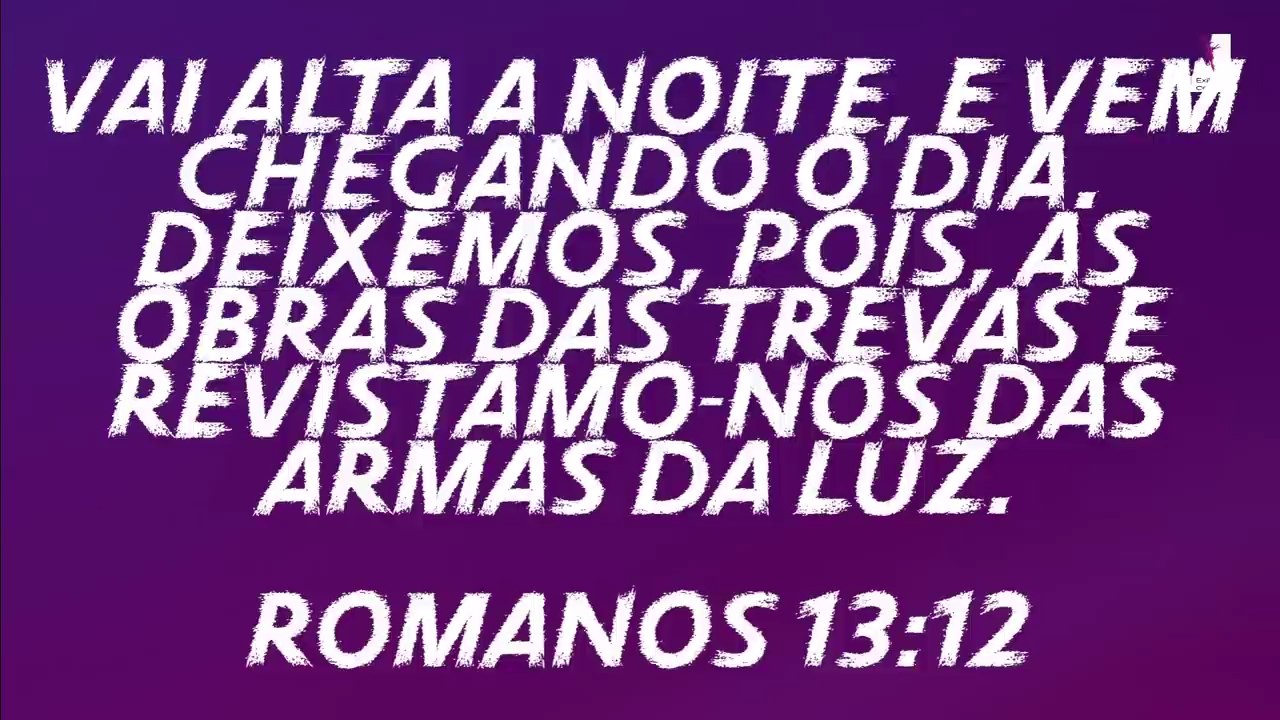 VAI ALTA A NOITE, E VEM
CHEGANDO O DIA.
DEIXEMOS, POIS, AS
OBRAS DAS TREVAS E
REVISTAMO-NOS DAS
ARMAS DA LUZ.
ROMANOS 13:12